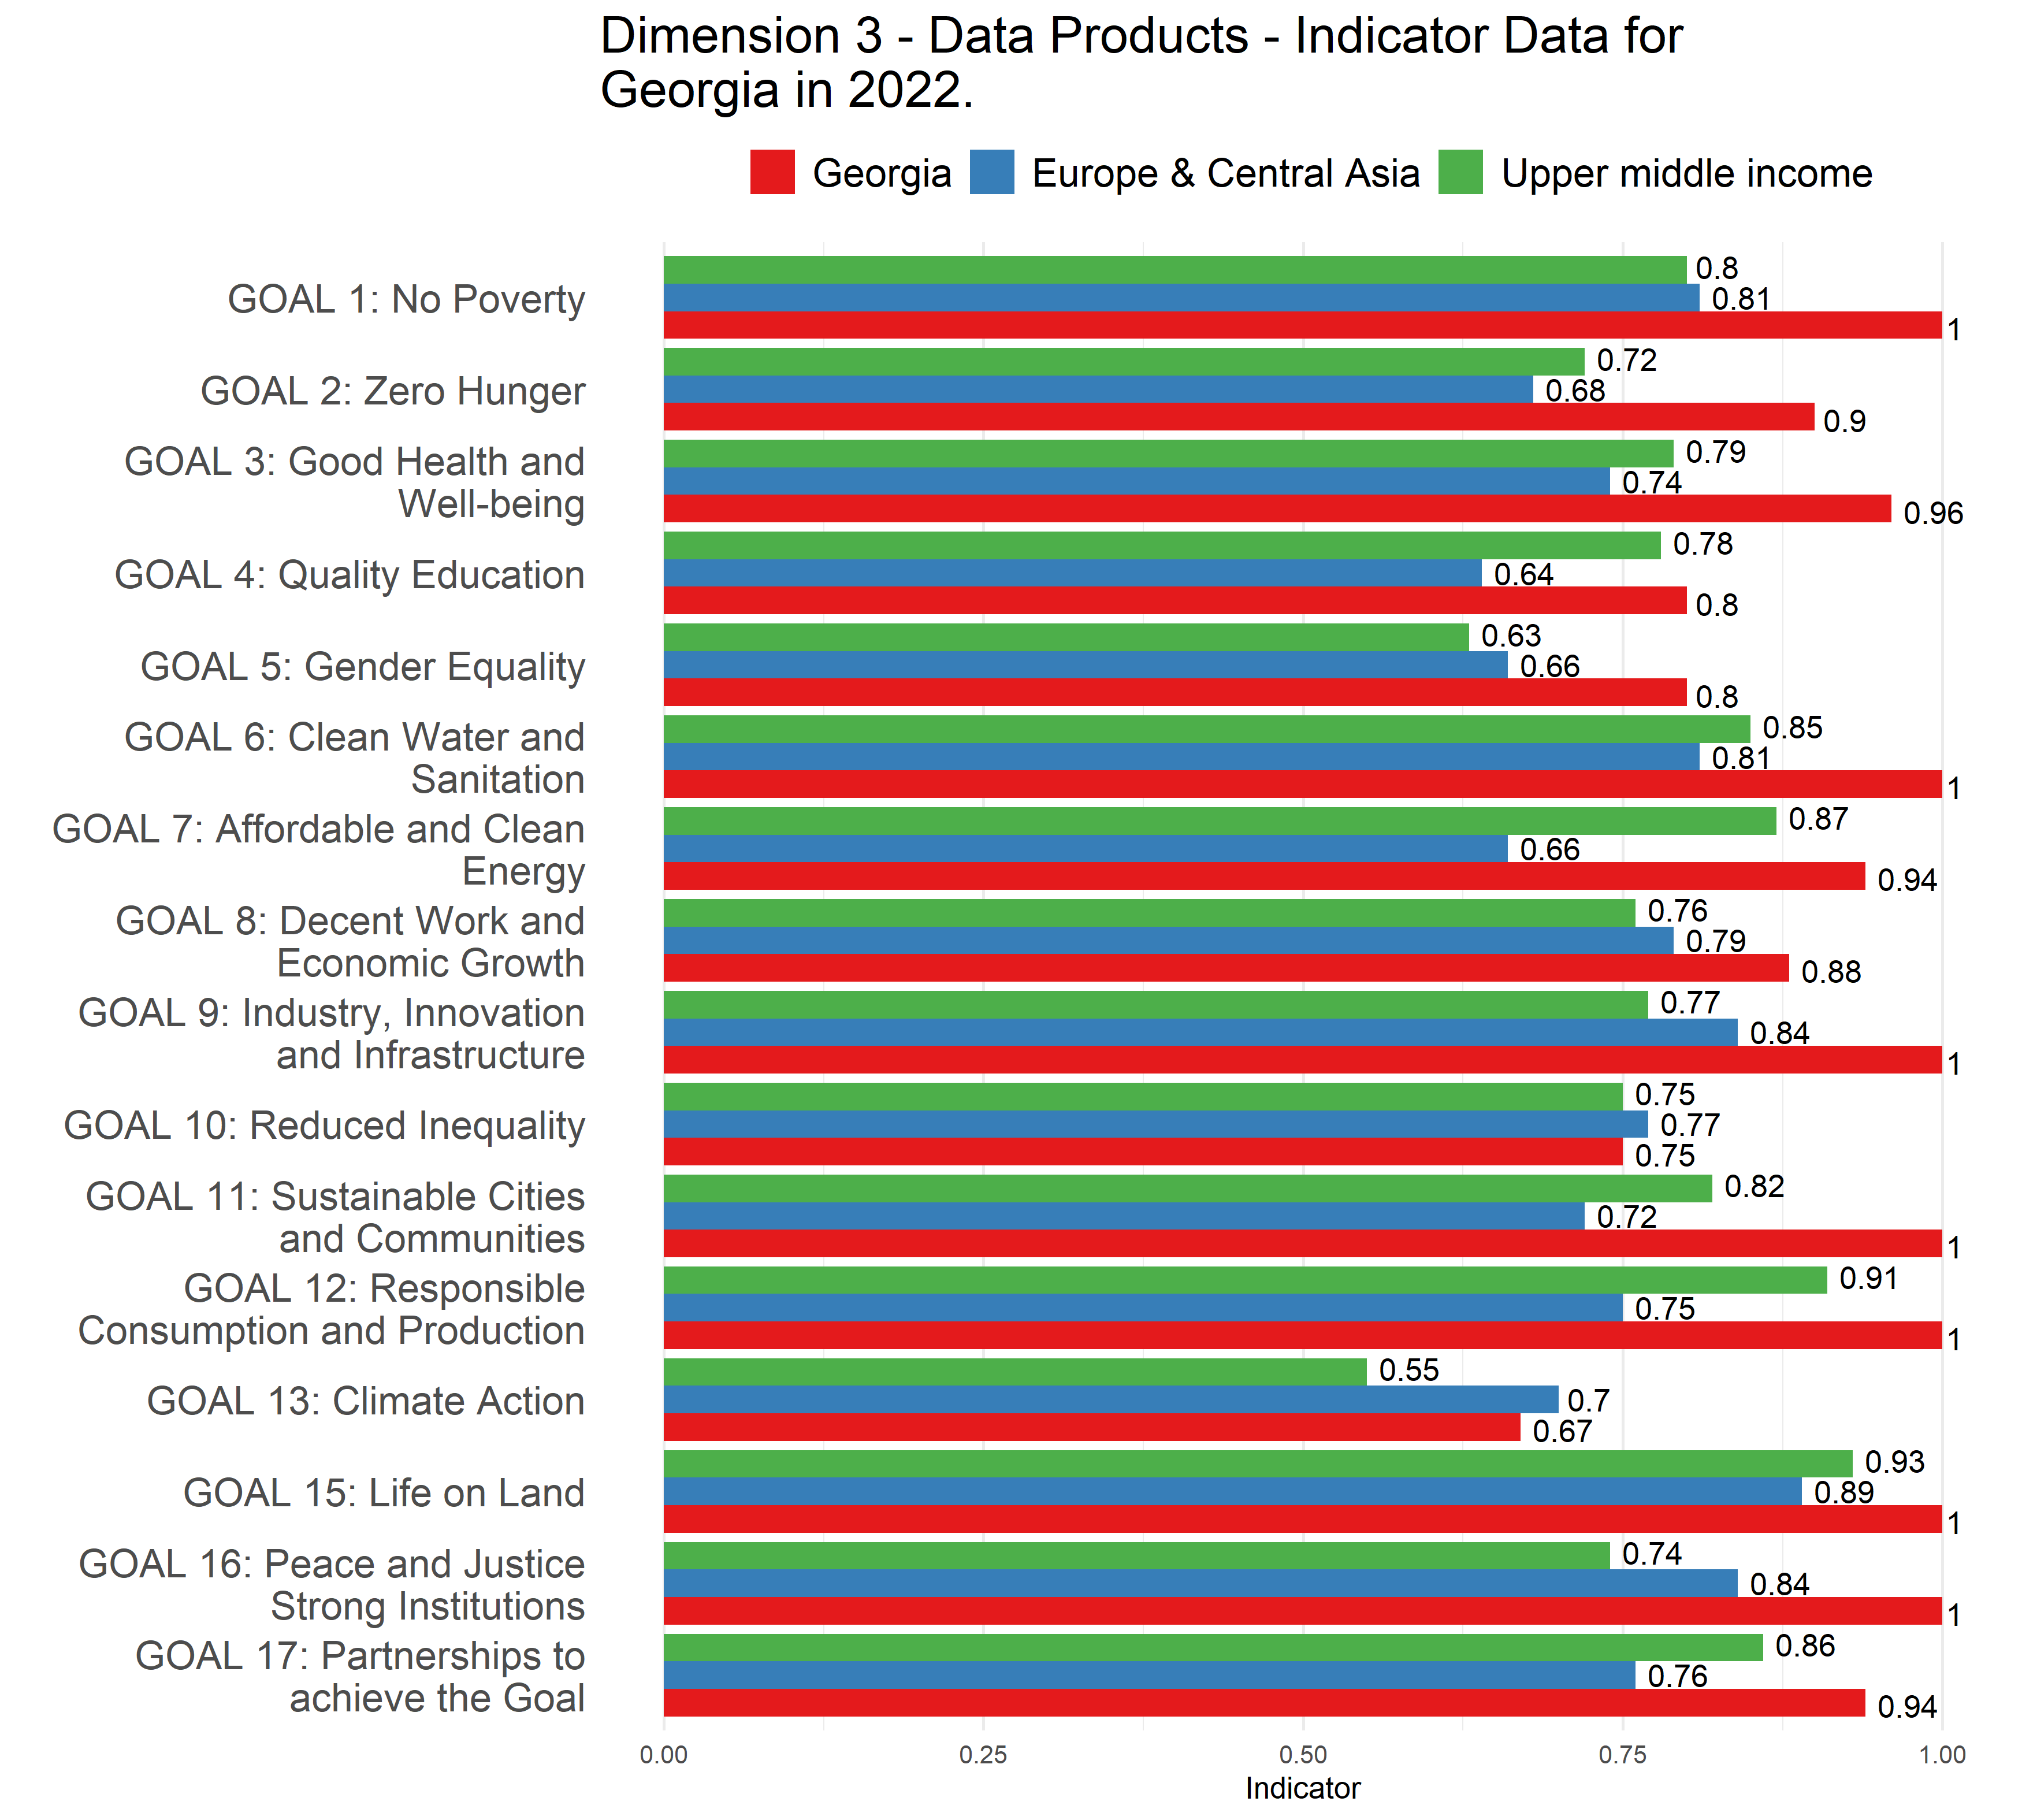 Dimension 3 - Data Products - Indicator Data for
Georgia in 2022.
Georgia Europe & Central Asia Upper middle income
GOAL 1: No Poverty
0.8
0.81
1
GOAL 2: Zero Hunger
0.72
0.68
0.9
GOAL 3: Good Health and
Well-being
0.79
0.74
0.96
GOAL 4: Quality Education
0.78
0.64
0.8
GOAL 5: Gender Equality
0.63
0.66
0.8
GOAL 6: Clean Water and
Sanitation
0.85
0.81
1
GOAL 7: Affordable and Clean
Energy
0.87
0.66
0.94
GOAL 8: Decent Work and
Economic Growth
0.76
0.79
0.88
GOAL 9: Industry, Innovation
and Infrastructure
0.77
0.84
1
GOAL 10: Reduced Inequality
0.75
0.77
0.75
GOAL 11: Sustainable Cities
and Communities
0.82
0.72
1
GOAL 12: Responsible
Consumption and Production
0.91
0.75
1
GOAL 13: Climate Action
0.55
0.7
0.67
GOAL 15: Life on Land
0.93
0.89
1
GOAL 16: Peace and Justice
Strong Institutions
0.74
0.84
1
GOAL 17: Partnerships to
achieve the Goal
0.86
0.76
0.94
0.00 0.25 0.50 0.75 1.00
Indicator